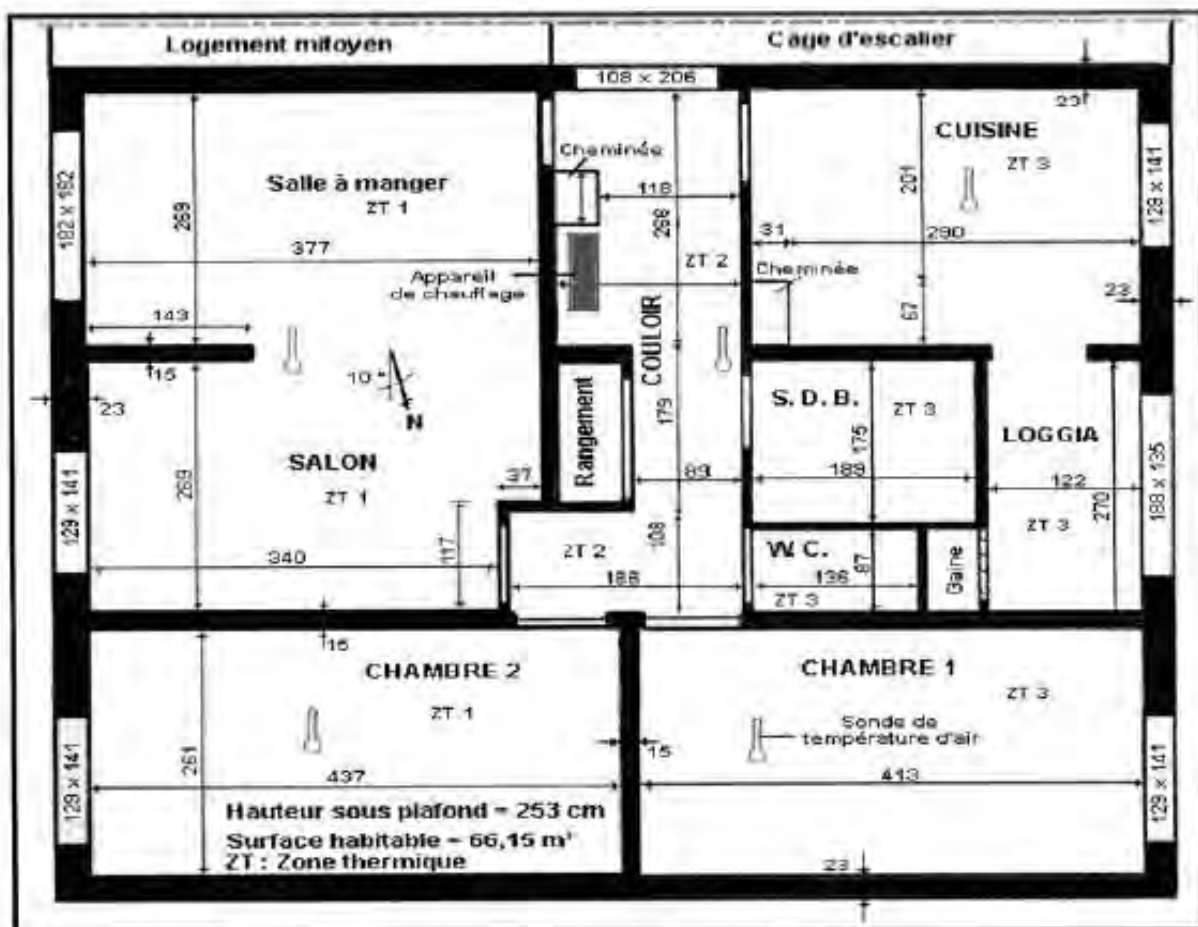 Logement mitoyen
Cage d'escalier
108 x 206
23
CUISINE
ZT 3
Cheminée
Salle à manger
ZT 1
182 x 182
269
377
118
266
201
129 x 141
31
290
ZT 2
Appareil
de chauffage
Cheminée
67
23
143
15
23
10°
N
COULOIR
Rangement
179
S. D. B.
ZT 3
175
189
LOGGIA
122
270
ZT 3
188 x 135
SALON
ZT 1
269
129 x 141
37
89
340
117
ZT 2
108
188
W. C.
87
136
ZT 3
Gaine
15
CHAMBRE 2
ZT 1
CHAMBRE 1
ZT 3
Sonde de
température d'air
261
129 x 141
437
15
413
129 x 141
Hauteur sous plafond = 253 cm
Surface habitable = 66,15 m²
ZT : Zone thermique
23